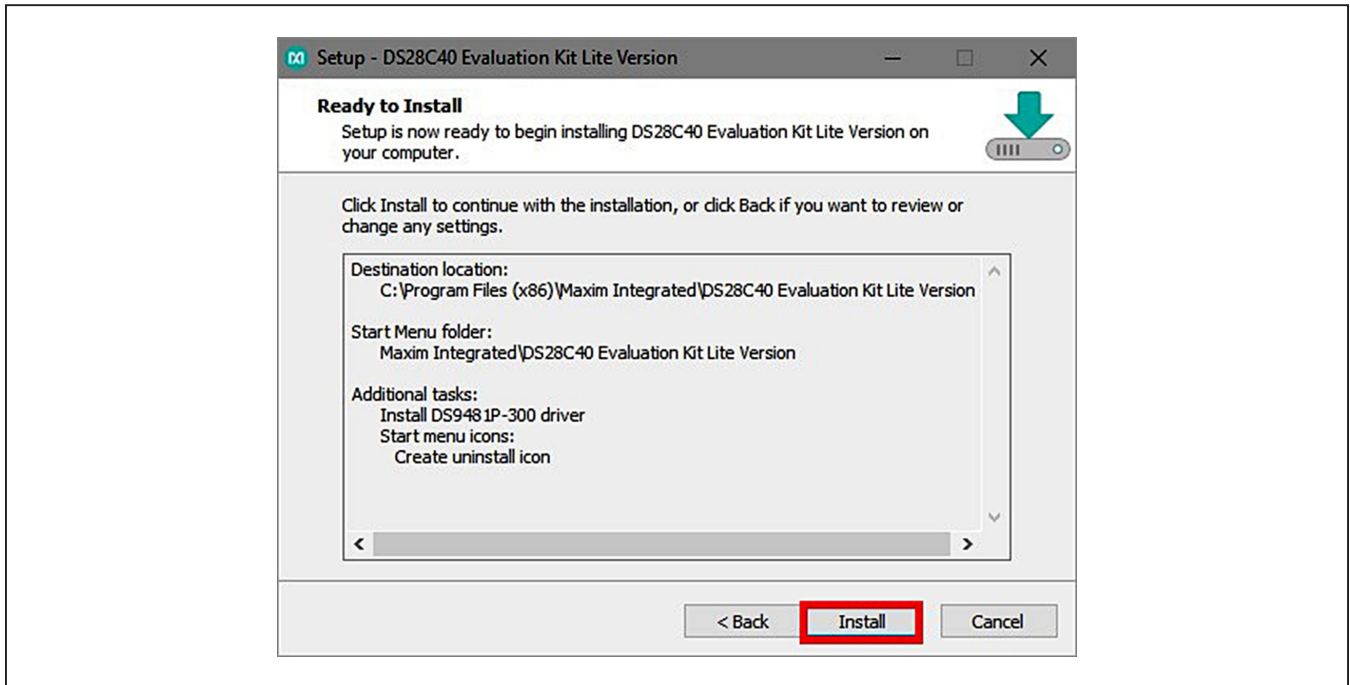 Setup - DS28C40 Evaluation Kit Lite Version
Ready to Install
Setup is now ready to begin installing DS28C40 Evaluation Kit Lite Version on
your computer.
Click Install to continue with the installation, or click Back if you want to review or
change any settings.
Destination location:
C:\Program Files (x86)\Maxim Integrated\DS28C40 Evaluation Kit Lite Version
Start Menu folder:
Maxim Integrated\DS28C40 Evaluation Kit Lite Version
Additional tasks:
Install DS9481P-300 driver
Start menu icons:
Create uninstall icon
< Back Install Cancel